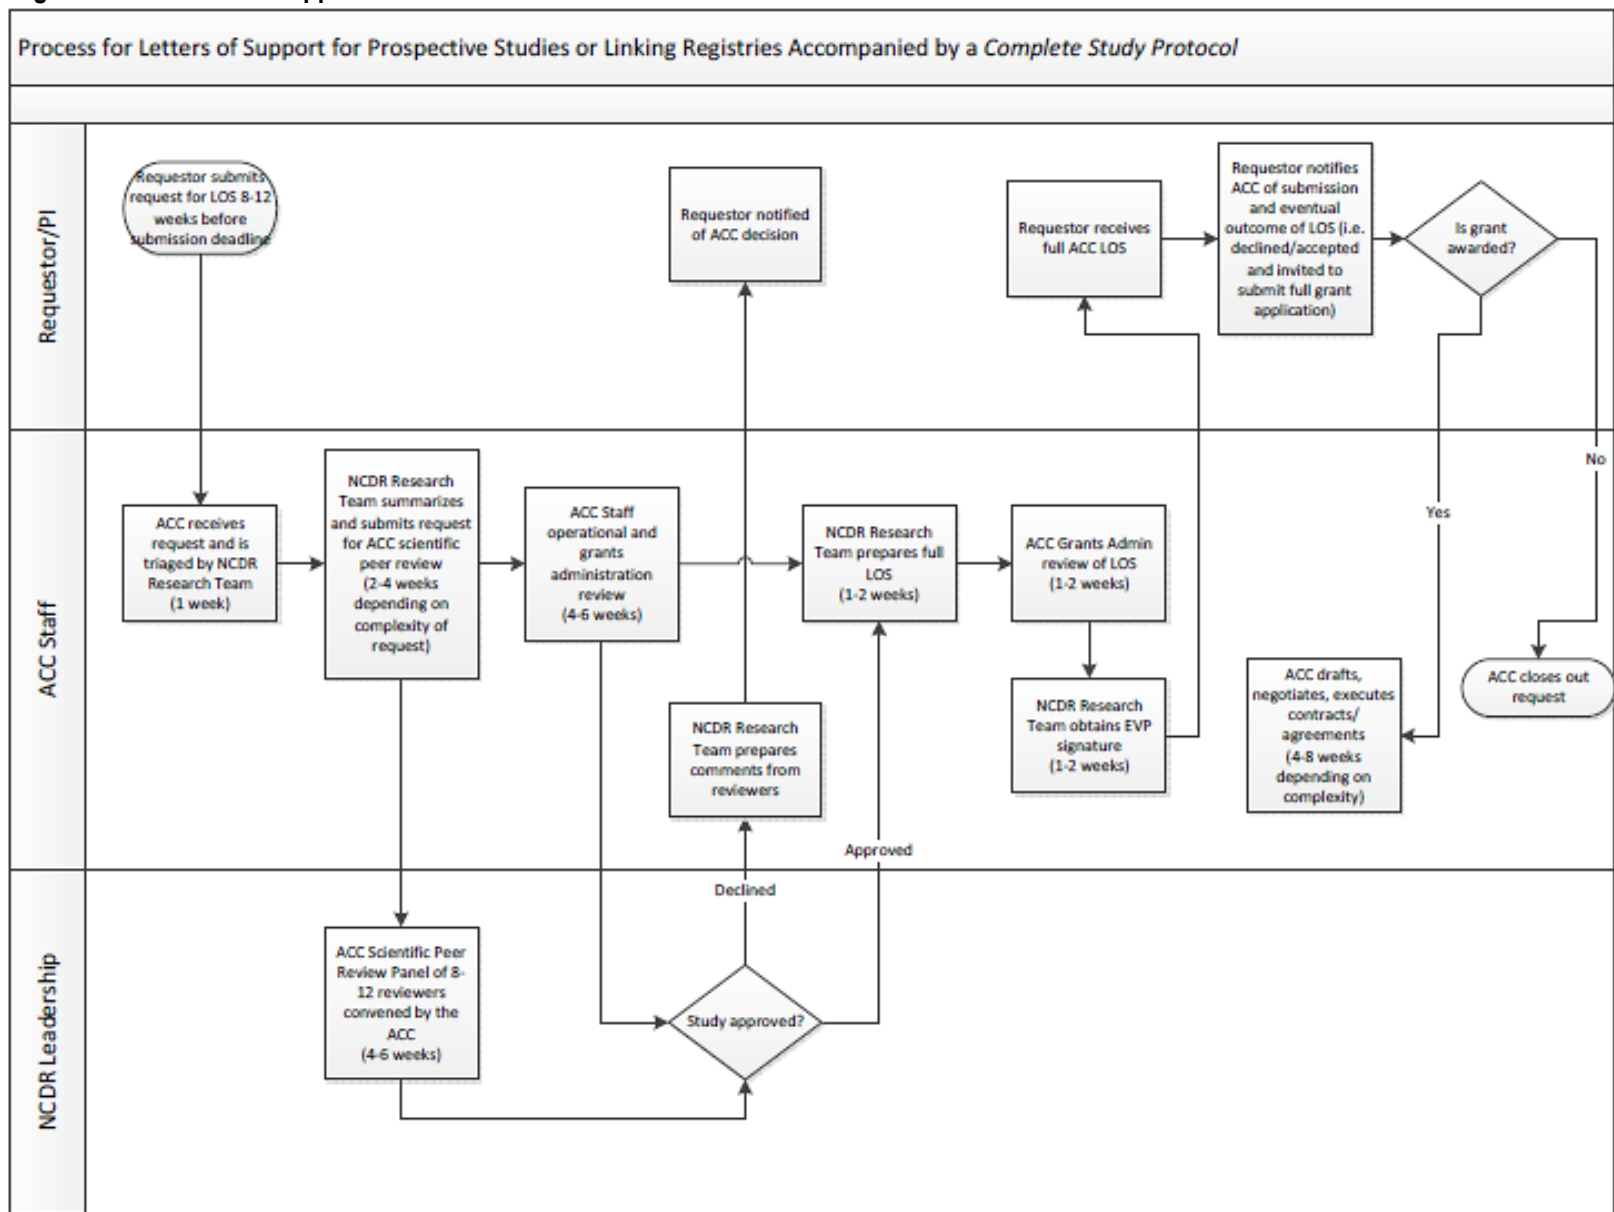 Process for Letters of Support for Prospective Studies or Linking Registries Accompanied by a Complete Study Protocol
Requestor/PI
Requestor submits
request for LOS 8-12
weeks before
submission deadline
Requestor notified
of ACC decision
Requestor receives
full ACC LOS
Requestor notifies
ACC of submission
and eventual
outcome of LOS (i.e.
declined/accepted
and invited to
submit full grant
application)
Is grant
awarded?
No
Yes
ACC Staff
ACC receives
request and is
triaged by NCDR
Research Team
(1 week)
NCDR Research
Team summarizes
and submits request
for ACC scientific
peer review
(2-4 weeks
depending on
complexity of
request)
ACC Staff
operational and
grants
administration
review
(4-6 weeks)
NCDR Research
Team prepares full
LOS
(1-2 weeks)
ACC Grants Admin
review of LOS
(1-2 weeks)
NCDR Research
Team prepares
comments from
reviewers
NCDR Research
Team obtains EVP
signature
(1-2 weeks)
ACC drafts,
negotiates, executes
contracts/
agreements
(4-8 weeks
depending on
complexity)
ACC closes out
request
Approved
Declined
NCDR Leadership
ACC Scientific Peer
Review Panel of 8-
12 reviewers
convened by the
ACC
(4-6 weeks)
Study approved?